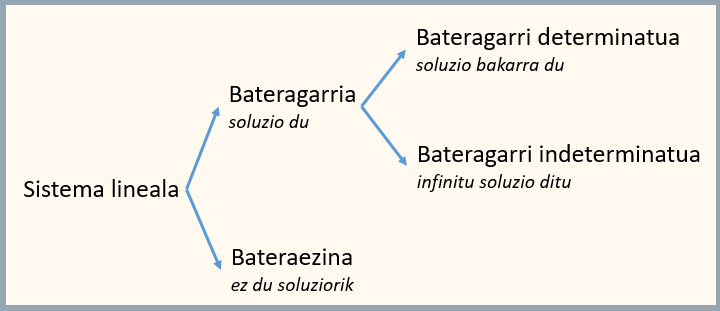 Bateragarri determinatua
soluzio bakarra du
Bateragarria
soluzio du
Bateragarri indeterminatua
infinitu soluzio ditu
Sistema lineala
Bateraezina
ez du soluziorik